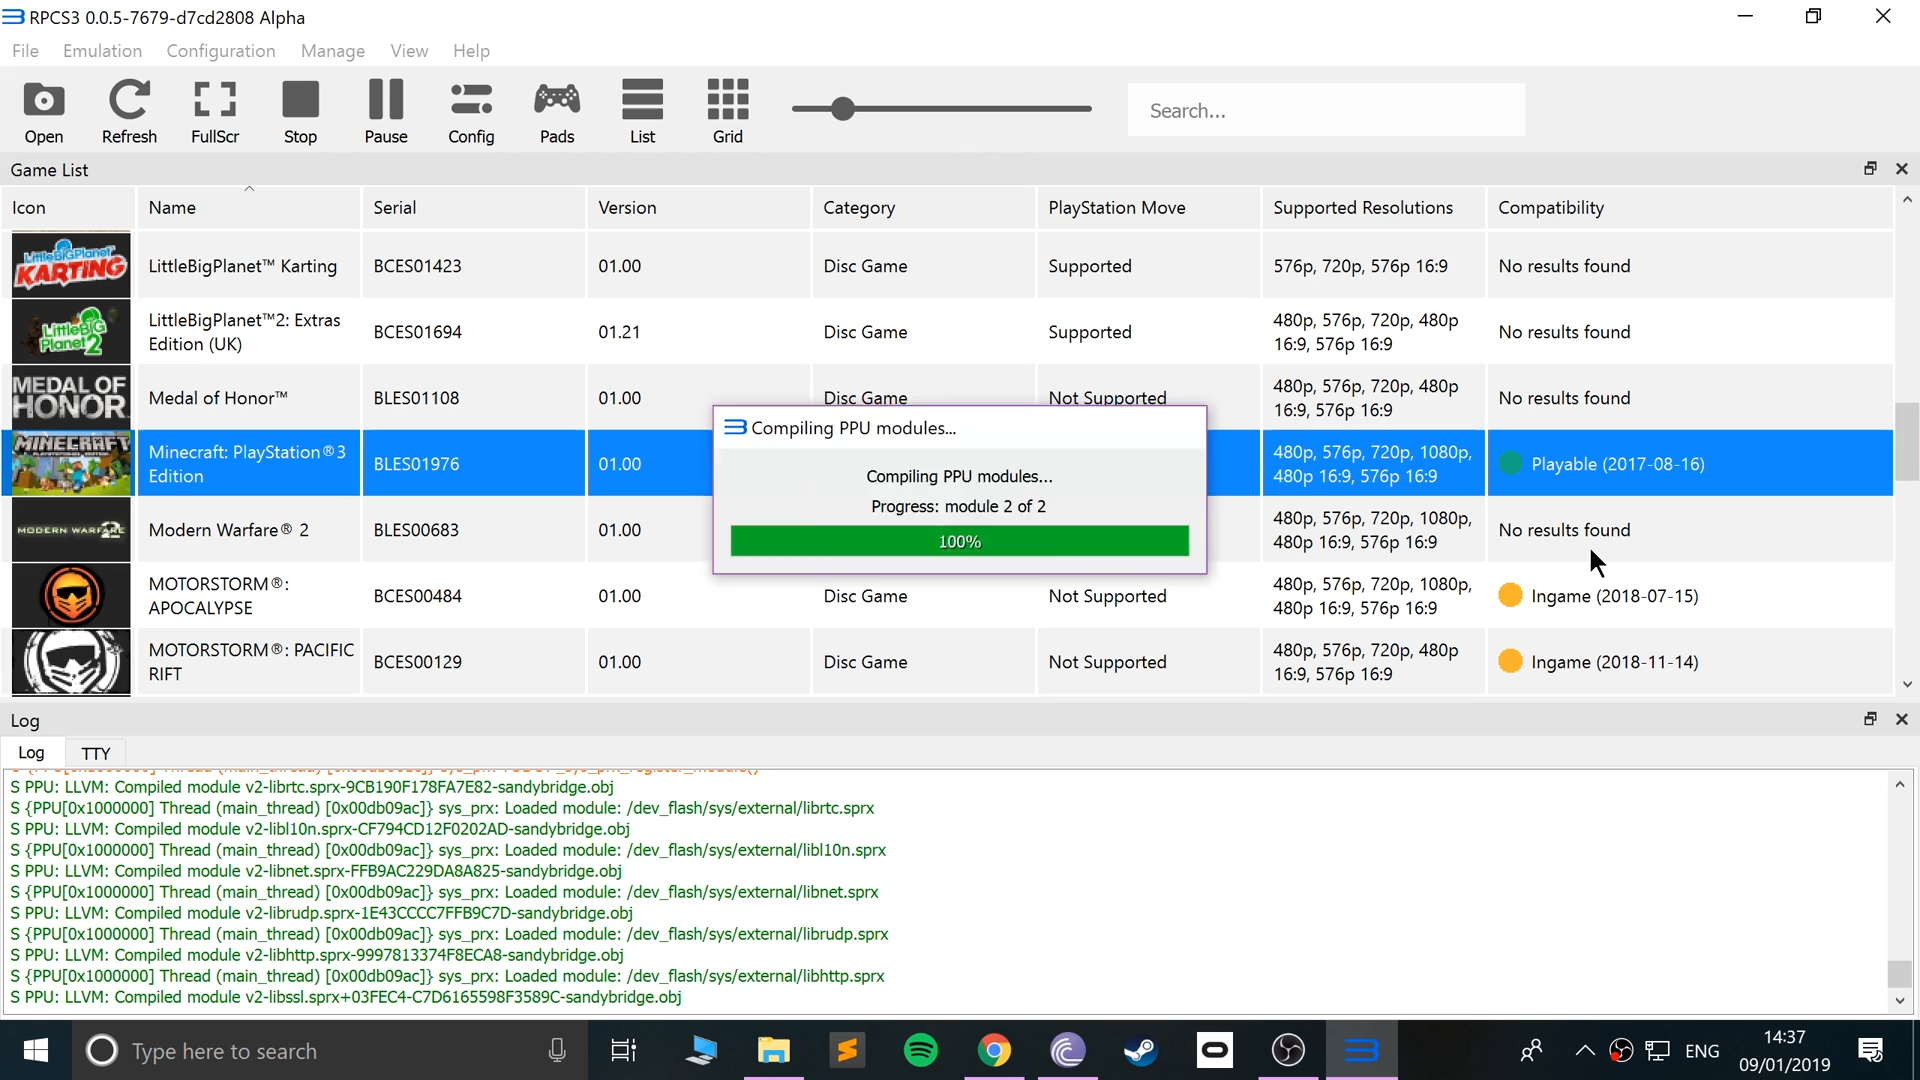 RPCS3 0.0.5-7679-d7cd2808 Alpha
File Emulation Configuration Manage View Help
Open Refresh FullScr Stop Pause Config Pads List Grid
Search...
Game List
Icon Name Serial Version Category PlayStation Move Supported Resolutions Compatibility
LittleBigPlanet KARTING
LittleBigPlanet™ Karting BCES01423 01.00 Disc Game Supported 576p, 720p, 576p 16:9 No results found
LittleBIG Planet 2
LittleBigPlanet™2: Extras Edition (UK) BCES01694 01.21 Disc Game Supported 480p, 576p, 720p, 480p 16:9, 576p 16:9 No results found
MEDAL OF HONOR
Medal of Honor™ BLES01108 01.00 Disc Game Not Supported 480p, 576p, 720p, 480p 16:9, 576p 16:9 No results found
MINECRAFT
Minecraft: PlayStation®3 Edition BLES01976 01.00 480p, 576p, 720p, 1080p, 480p 16:9, 576p 16:9 Playable (2017-08-16)
MODERN WARFARE 2
Modern Warfare® 2 BLES00683 01.00 480p, 576p, 720p, 1080p, 480p 16:9, 576p 16:9 No results found
MOTORSTORM®: APOCALYPSE BCES00484 01.00 Disc Game Not Supported 480p, 576p, 720p, 1080p, 480p 16:9, 576p 16:9 Ingame (2018-07-15)
MOTORSTORM®: PACIFIC RIFT BCES00129 01.00 Disc Game Not Supported 480p, 576p, 720p, 480p 16:9, 576p 16:9 Ingame (2018-11-14)
Compiling PPU modules...
Compiling PPU modules...
Progress: module 2 of 2
100%
Log
Log TTY
S PPU: LLVM: Compiled module v2-librtc.sprx-9CB190F178FA7E82-sandybridge.obj
S {PPU[0x1000000] Thread (main_thread) [0x00db09ac]} sys_prx: Loaded module: /dev_flash/sys/external/librtc.sprx
S PPU: LLVM: Compiled module v2-libl10n.sprx-CF794CD12F0202AD-sandybridge.obj
S {PPU[0x1000000] Thread (main_thread) [0x00db09ac]} sys_prx: Loaded module: /dev_flash/sys/external/libl10n.sprx
S PPU: LLVM: Compiled module v2-libnet.sprx-FFB9AC229DA8A825-sandybridge.obj
S {PPU[0x1000000] Thread (main_thread) [0x00db09ac]} sys_prx: Loaded module: /dev_flash/sys/external/libnet.sprx
S PPU: LLVM: Compiled module v2-librudp.sprx-1E43CCCC7FFB9C7D-sandybridge.obj
S {PPU[0x1000000] Thread (main_thread) [0x00db09ac]} sys_prx: Loaded module: /dev_flash/sys/external/librudp.sprx
S PPU: LLVM: Compiled module v2-libhttp.sprx-9997813374F8ECA8-sandybridge.obj
S {PPU[0x1000000] Thread (main_thread) [0x00db09ac]} sys_prx: Loaded module: /dev_flash/sys/external/libhttp.sprx
S PPU: LLVM: Compiled module v2-libssl.sprx+03FEC4-C7D6165598F3589C-sandybridge.obj
Type here to search
ENG
14:37
09/01/2019